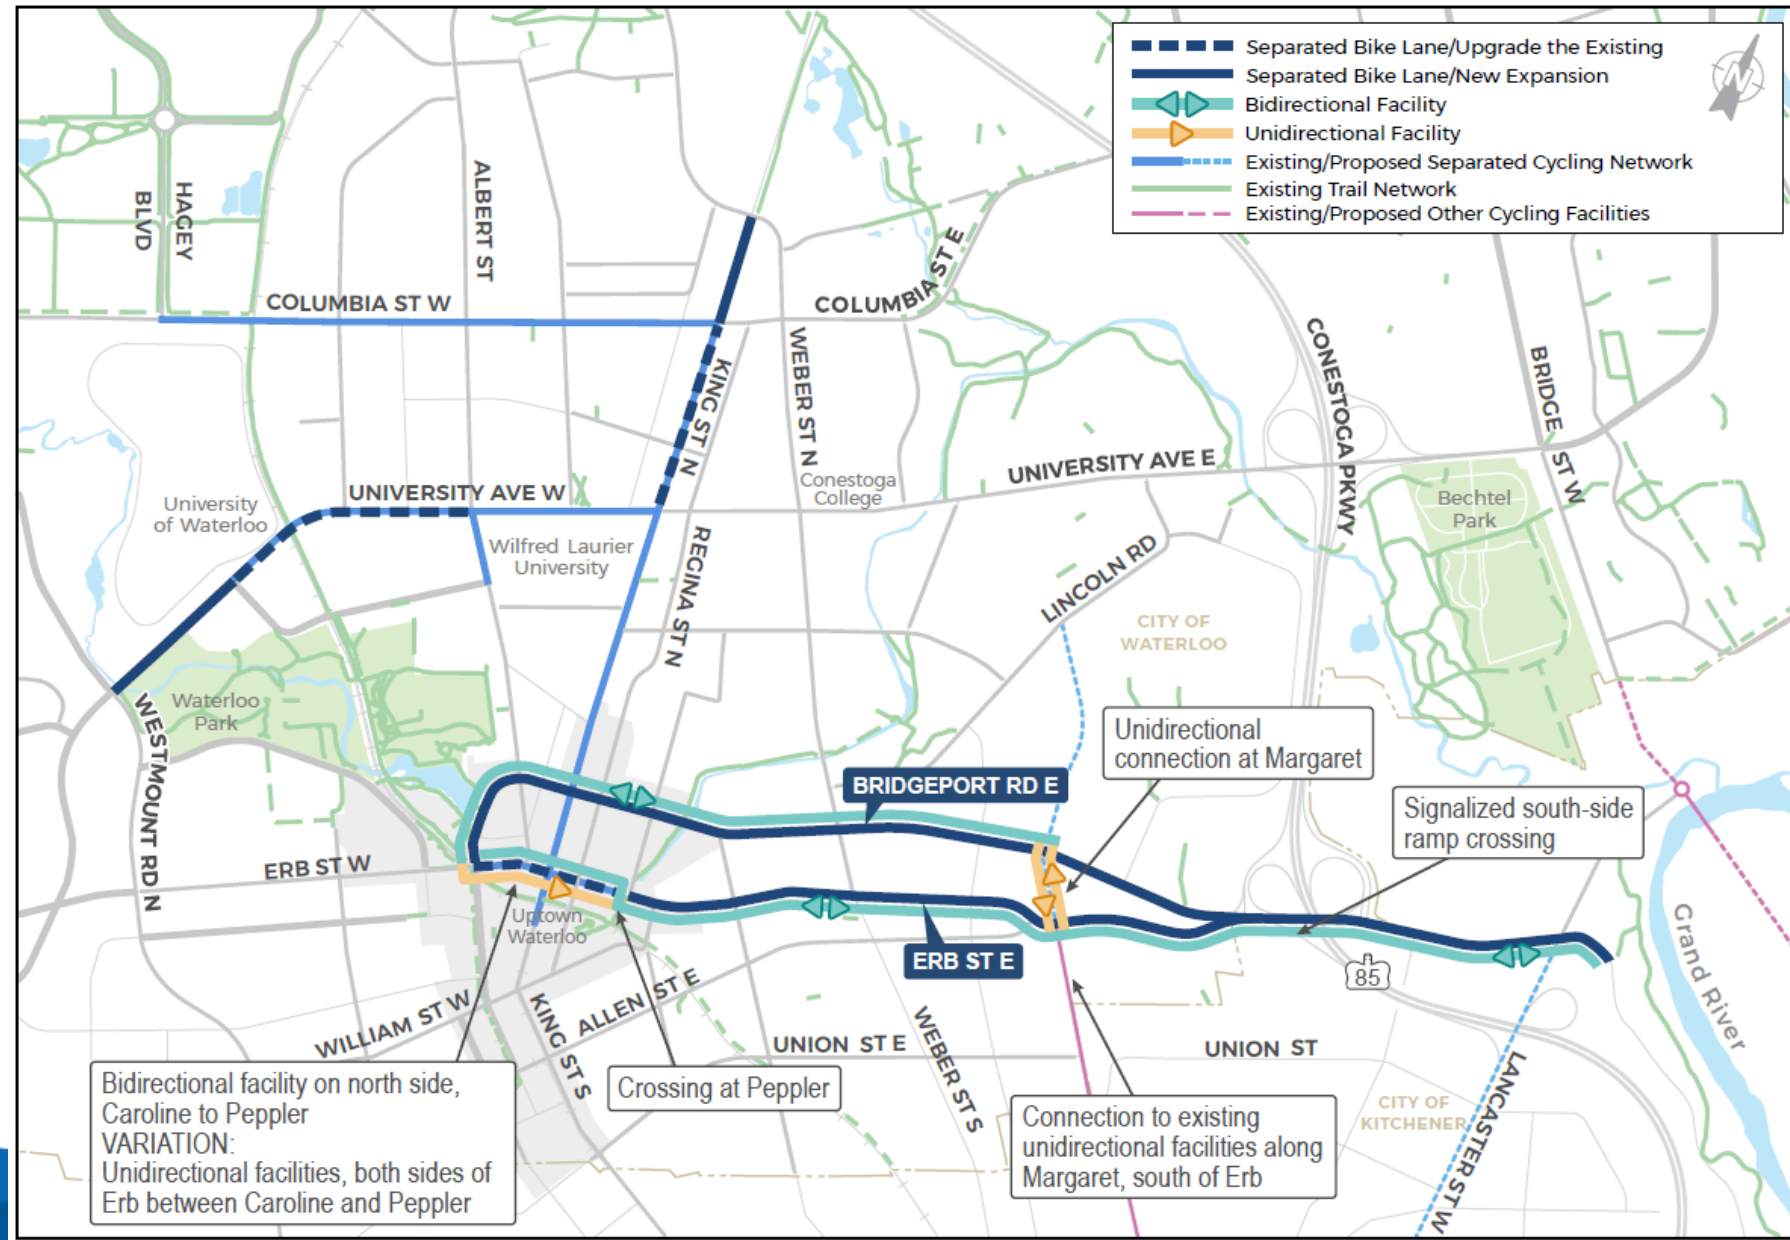 Separated Bike Lane/Upgrade the Existing
Separated Bike Lane/New Expansion
Bidirectional Facility
Unidirectional Facility
Existing/Proposed Separated Cycling Network
Existing Trail Network
Existing/Proposed Other Cycling Facilities
N
HAGEY
BLVD
ALBERT ST
COLUMBIA ST W
COLUMBIA ST E
KING ST N
WEBER ST N
CONESTOGA PKWY
BRIDGE ST W
UNIVERSITY AVE E
Conestoga
College
Bechtel
Park
University
of Waterloo
UNIVERSITY AVE W
Wilfred Laurier
University
REGINA ST N
LINCOLN RD
CITY OF
WATERLOO
Waterloo
Park
WESTMOUNT RD N
Unidirectional
connection at Margaret
BRIDGEPORT RD E
Signalized south-side
ramp crossing
ERB ST W
Uptown
Waterloo
ERB ST E
85
Grand River
WILLIAM ST W
KING ST S
ALLEN ST E
UNION ST E
WEBER ST S
UNION ST
LANCASTER ST W
CITY OF
KITCHENER
Bidirectional facility on north side,
Caroline to Peppler
VARIATION:
Unidirectional facilities, both sides of
Erb between Caroline and Peppler
Crossing at Peppler
Connection to existing
unidirectional facilities along
Margaret, south of Erb